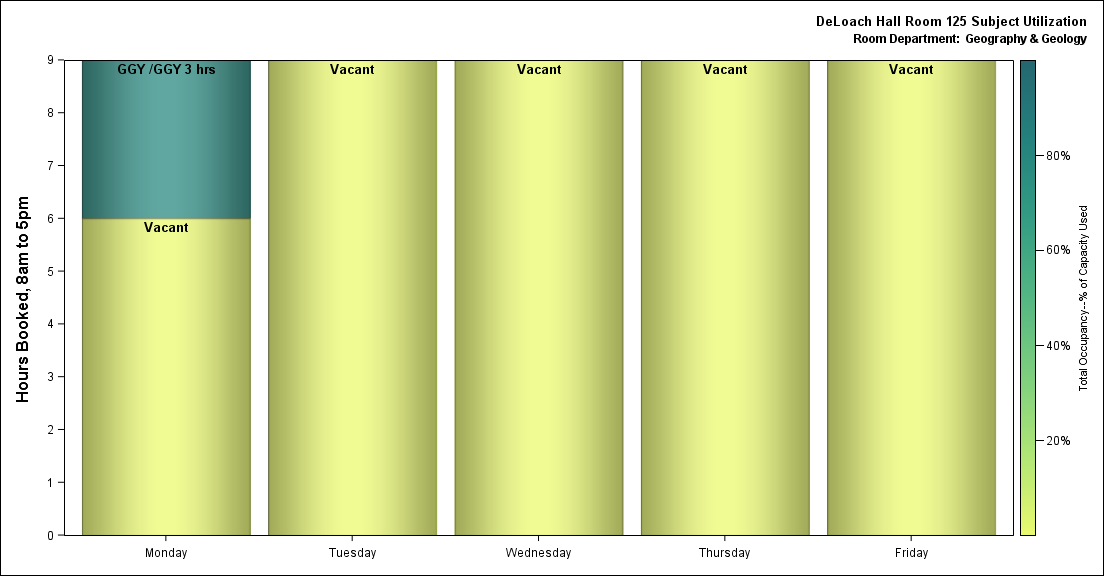 DeLoach Hall Room 125 Subject Utilization
Room Department: Geography & Geology
Hours Booked, 8am to 5pm
9
8
7
6
5
4
3
2
1
0
GGY /GGY 3 hrs
Vacant
Vacant
Vacant
Vacant
Vacant
Monday
Tuesday
Wednesday
Thursday
Friday
80%
60%
40%
20%
Total Occupancy--% of Capacity Used